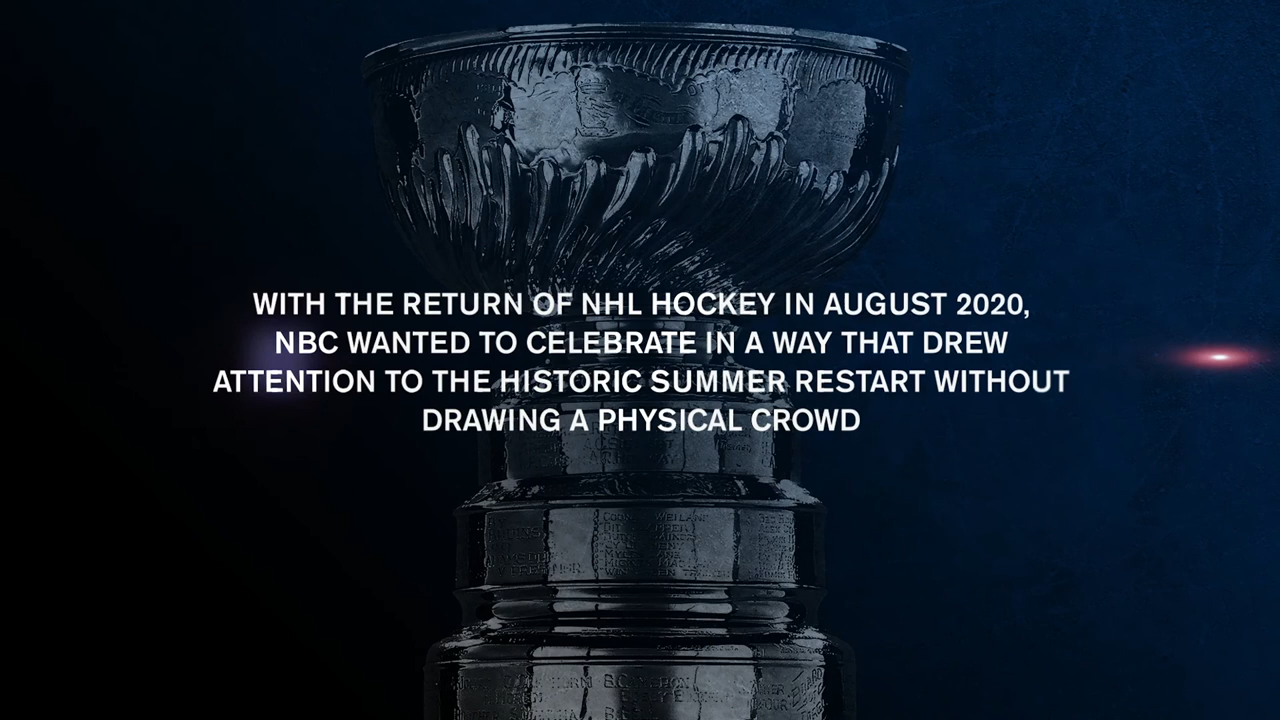 WITH THE RETURN OF NHL HOCKEY IN AUGUST 2020,
NBC WANTED TO CELEBRATE IN A WAY THAT DREW
ATTENTION TO THE HISTORIC SUMMER RESTART WITHOUT
DRAWING A PHYSICAL CROWD